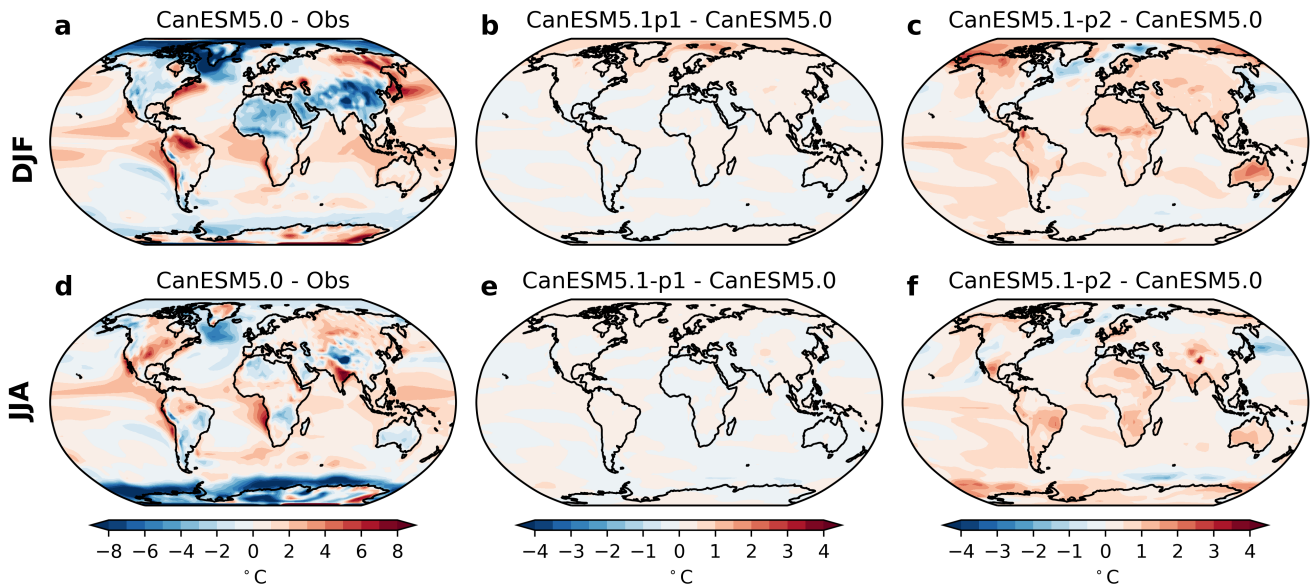 a CanESM5.0 - Obs
b CanESM5.1p1 - CanESM5.0
c CanESM5.1-p2 - CanESM5.0
DJF
d CanESM5.0 - Obs
e CanESM5.1-p1 - CanESM5.0
f CanESM5.1-p2 - CanESM5.0
JJA
−8 −6 −4 −2 0 2 4 6 8
°C
−4 −3 −2 −1 0 1 2 3 4
°C
−4 −3 −2 −1 0 1 2 3 4
°C